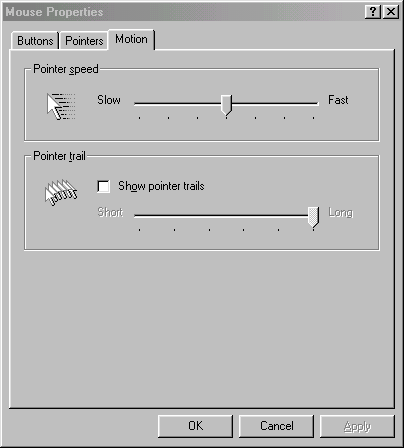 Mouse Properties
Buttons Pointers Motion
Pointer speed
Slow Fast
Pointer trail
Show pointer trails
Short Long
OK Cancel Apply